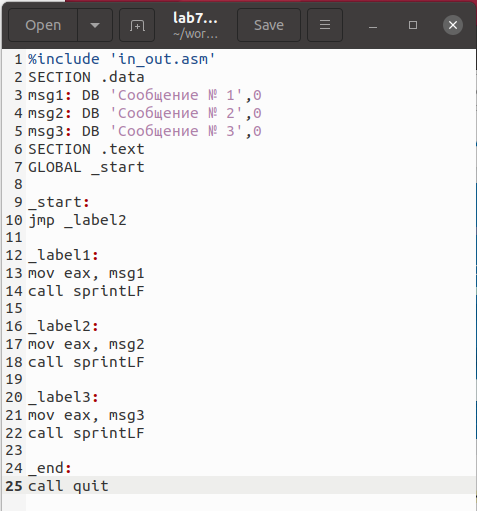 Open
lab7...
~/wor...
Save
1 %include 'in_out.asm'
2 SECTION .data
3 msg1: DB 'Сообщение № 1',0
4 msg2: DB 'Сообщение № 2',0
5 msg3: DB 'Сообщение № 3',0
6 SECTION .text
7 GLOBAL _start
8
9 _start:
10 jmp _label2
11
12 _label1:
13 mov eax, msg1
14 call sprintLF
15
16 _label2:
17 mov eax, msg2
18 call sprintLF
19
20 _label3:
21 mov eax, msg3
22 call sprintLF
23
24 _end:
25 call quit